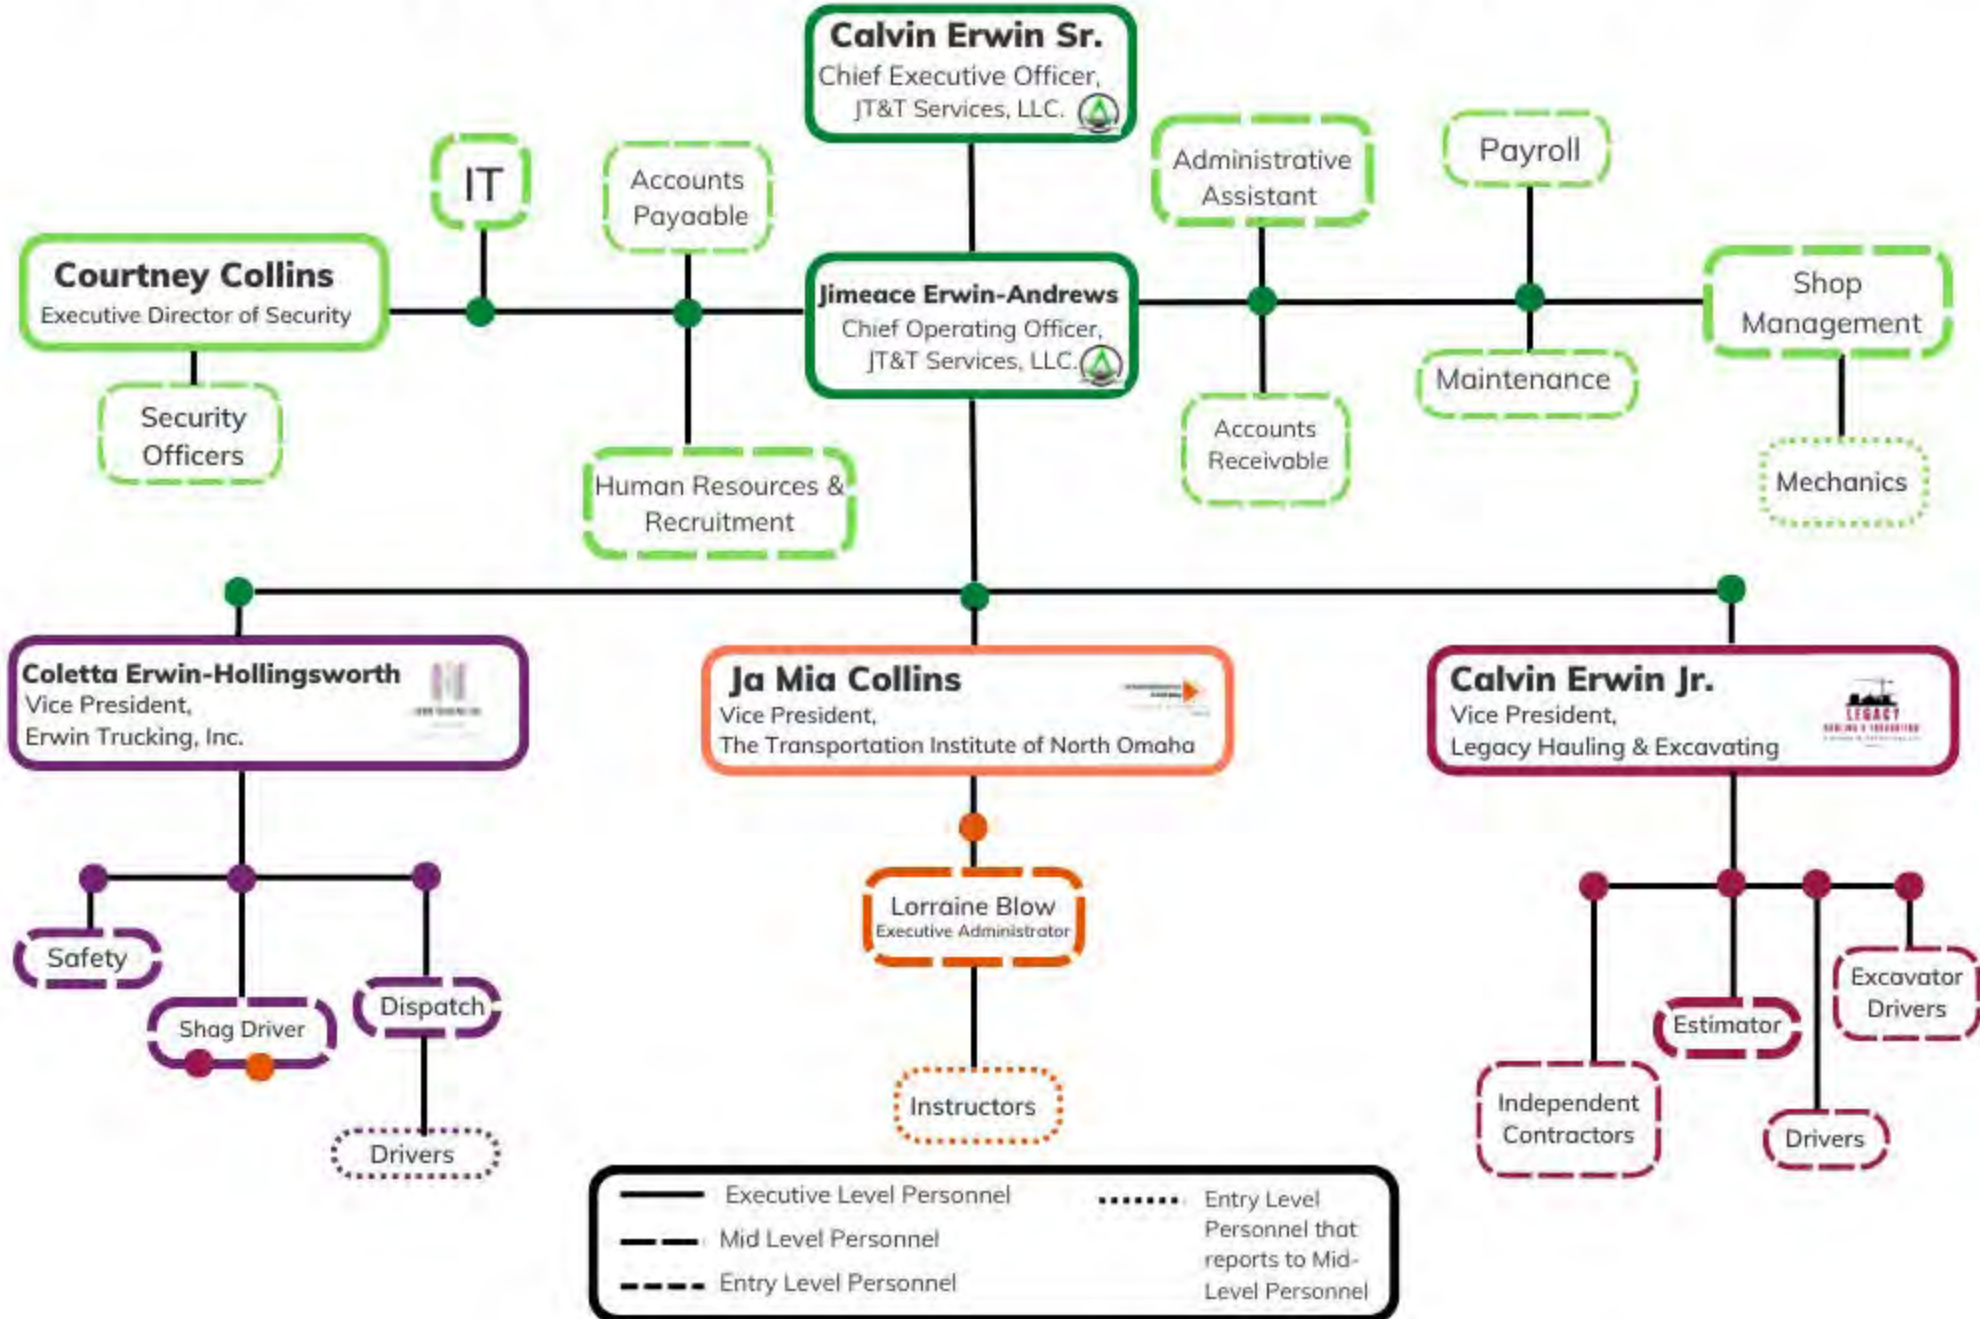 Calvin Erwin Sr.
Chief Executive Officer,
JT&T Services, LLC.
IT
Accounts
Payaable
Administrative
Assistant
Payroll
Courtney Collins
Executive Director of Security
Jimeace Erwin-Andrews
Chief Operating Officer,
JT&T Services, LLC.
Shop
Management
Security
Officers
Human Resources &
Recruitment
Accounts
Receivable
Maintenance
Mechanics
Coletta Erwin-Hollingsworth
Vice President,
Erwin Trucking, Inc.
Ja Mia Collins
Vice President,
The Transportation Institute of North Omaha
Calvin Erwin Jr.
Vice President,
Legacy Hauling & Excavating
LEGACY
Safety
Shag Driver
Dispatch
Drivers
Lorraine Blow
Executive Administrator
Instructors
Independent
Contractors
Estimator
Drivers
Excavator
Drivers
Executive Level Personnel
Mid Level Personnel
Entry Level Personnel
Entry Level
Personnel that
reports to Mid-
Level Personnel